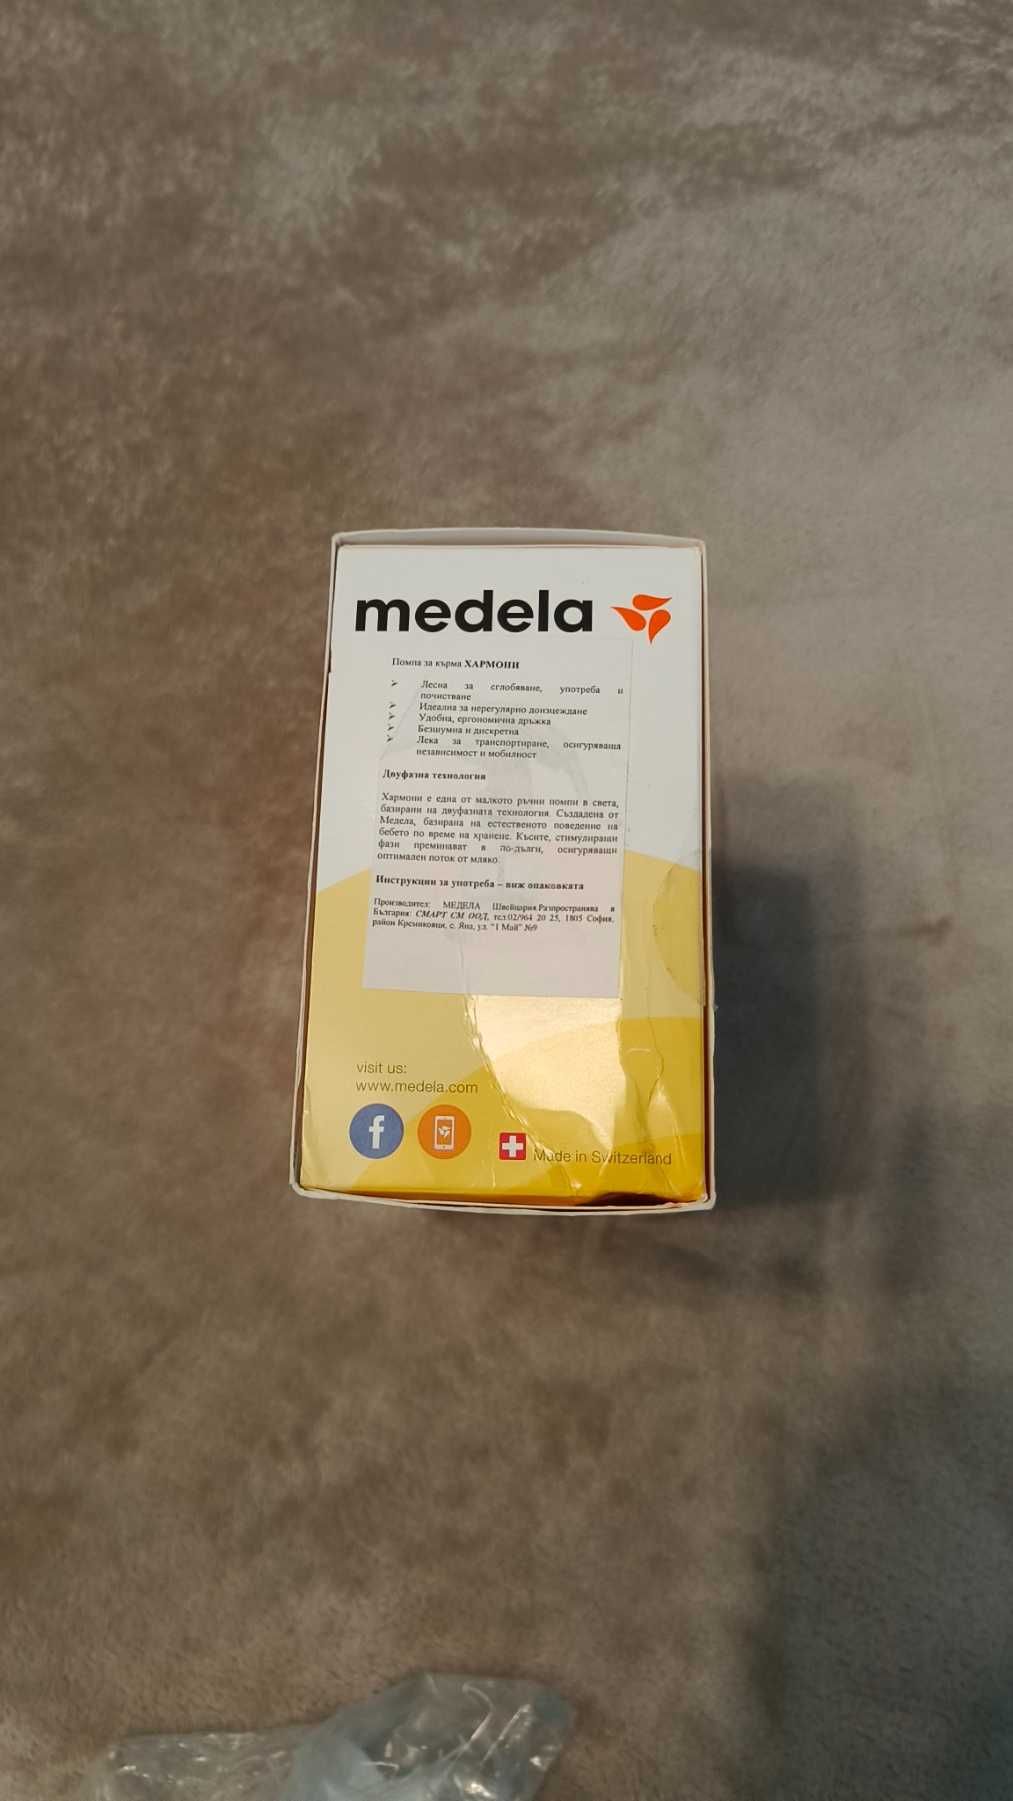 medela
Помпа за кърма ХАРМОНИ
➢ Лесна за сглобяване, употреба и
почистване
➢ Идеална за нерегулярно доизцеждане
➢ Удобна, ергономична дръжка
➢ Безшумна и дискретна
➢ Лека за транспортиране, осигуряваща
независимост и мобилност
Двуфазна технология
Хармони е една от малкото ръчни помпи в света,
базирани на двуфазната технология. Създадена от
Медела, базирана на естественото поведение на
бебето по време на хранене. Късите, стимулиращи
фази преминават в по-дълги, осигуряващи
оптимален поток от мляко.
Инструкции за употреба – виж опаковката
Производител: МЕДЕЛА Швейцария.Разпространява в
България: СМАРТ СМ ООД, тел.02/964 20 25, 1805 София,
район Кремиковци, с. Яна, ул. "1 Май" №9
visit us:
www.medela.com
f
Made in Switzerland